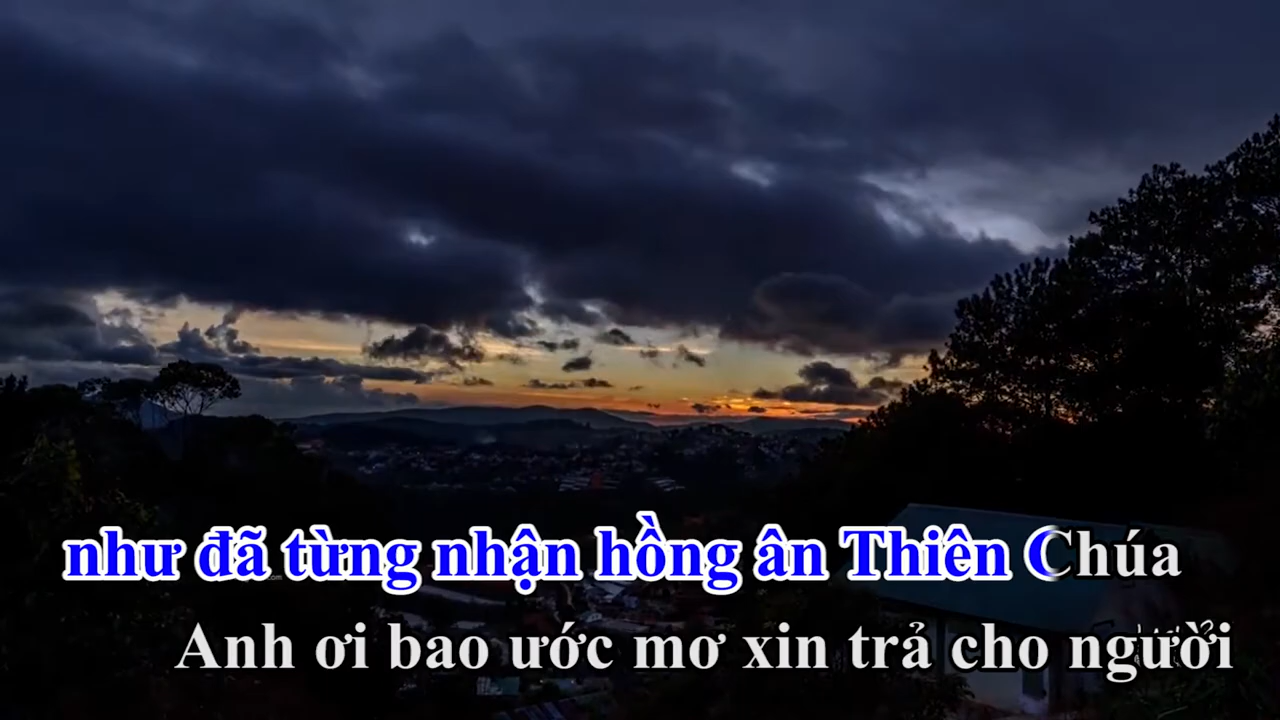 như đã từng nhận hồng ân Thiên Chúa
Anh ơi bao ước mơ xin trả cho người